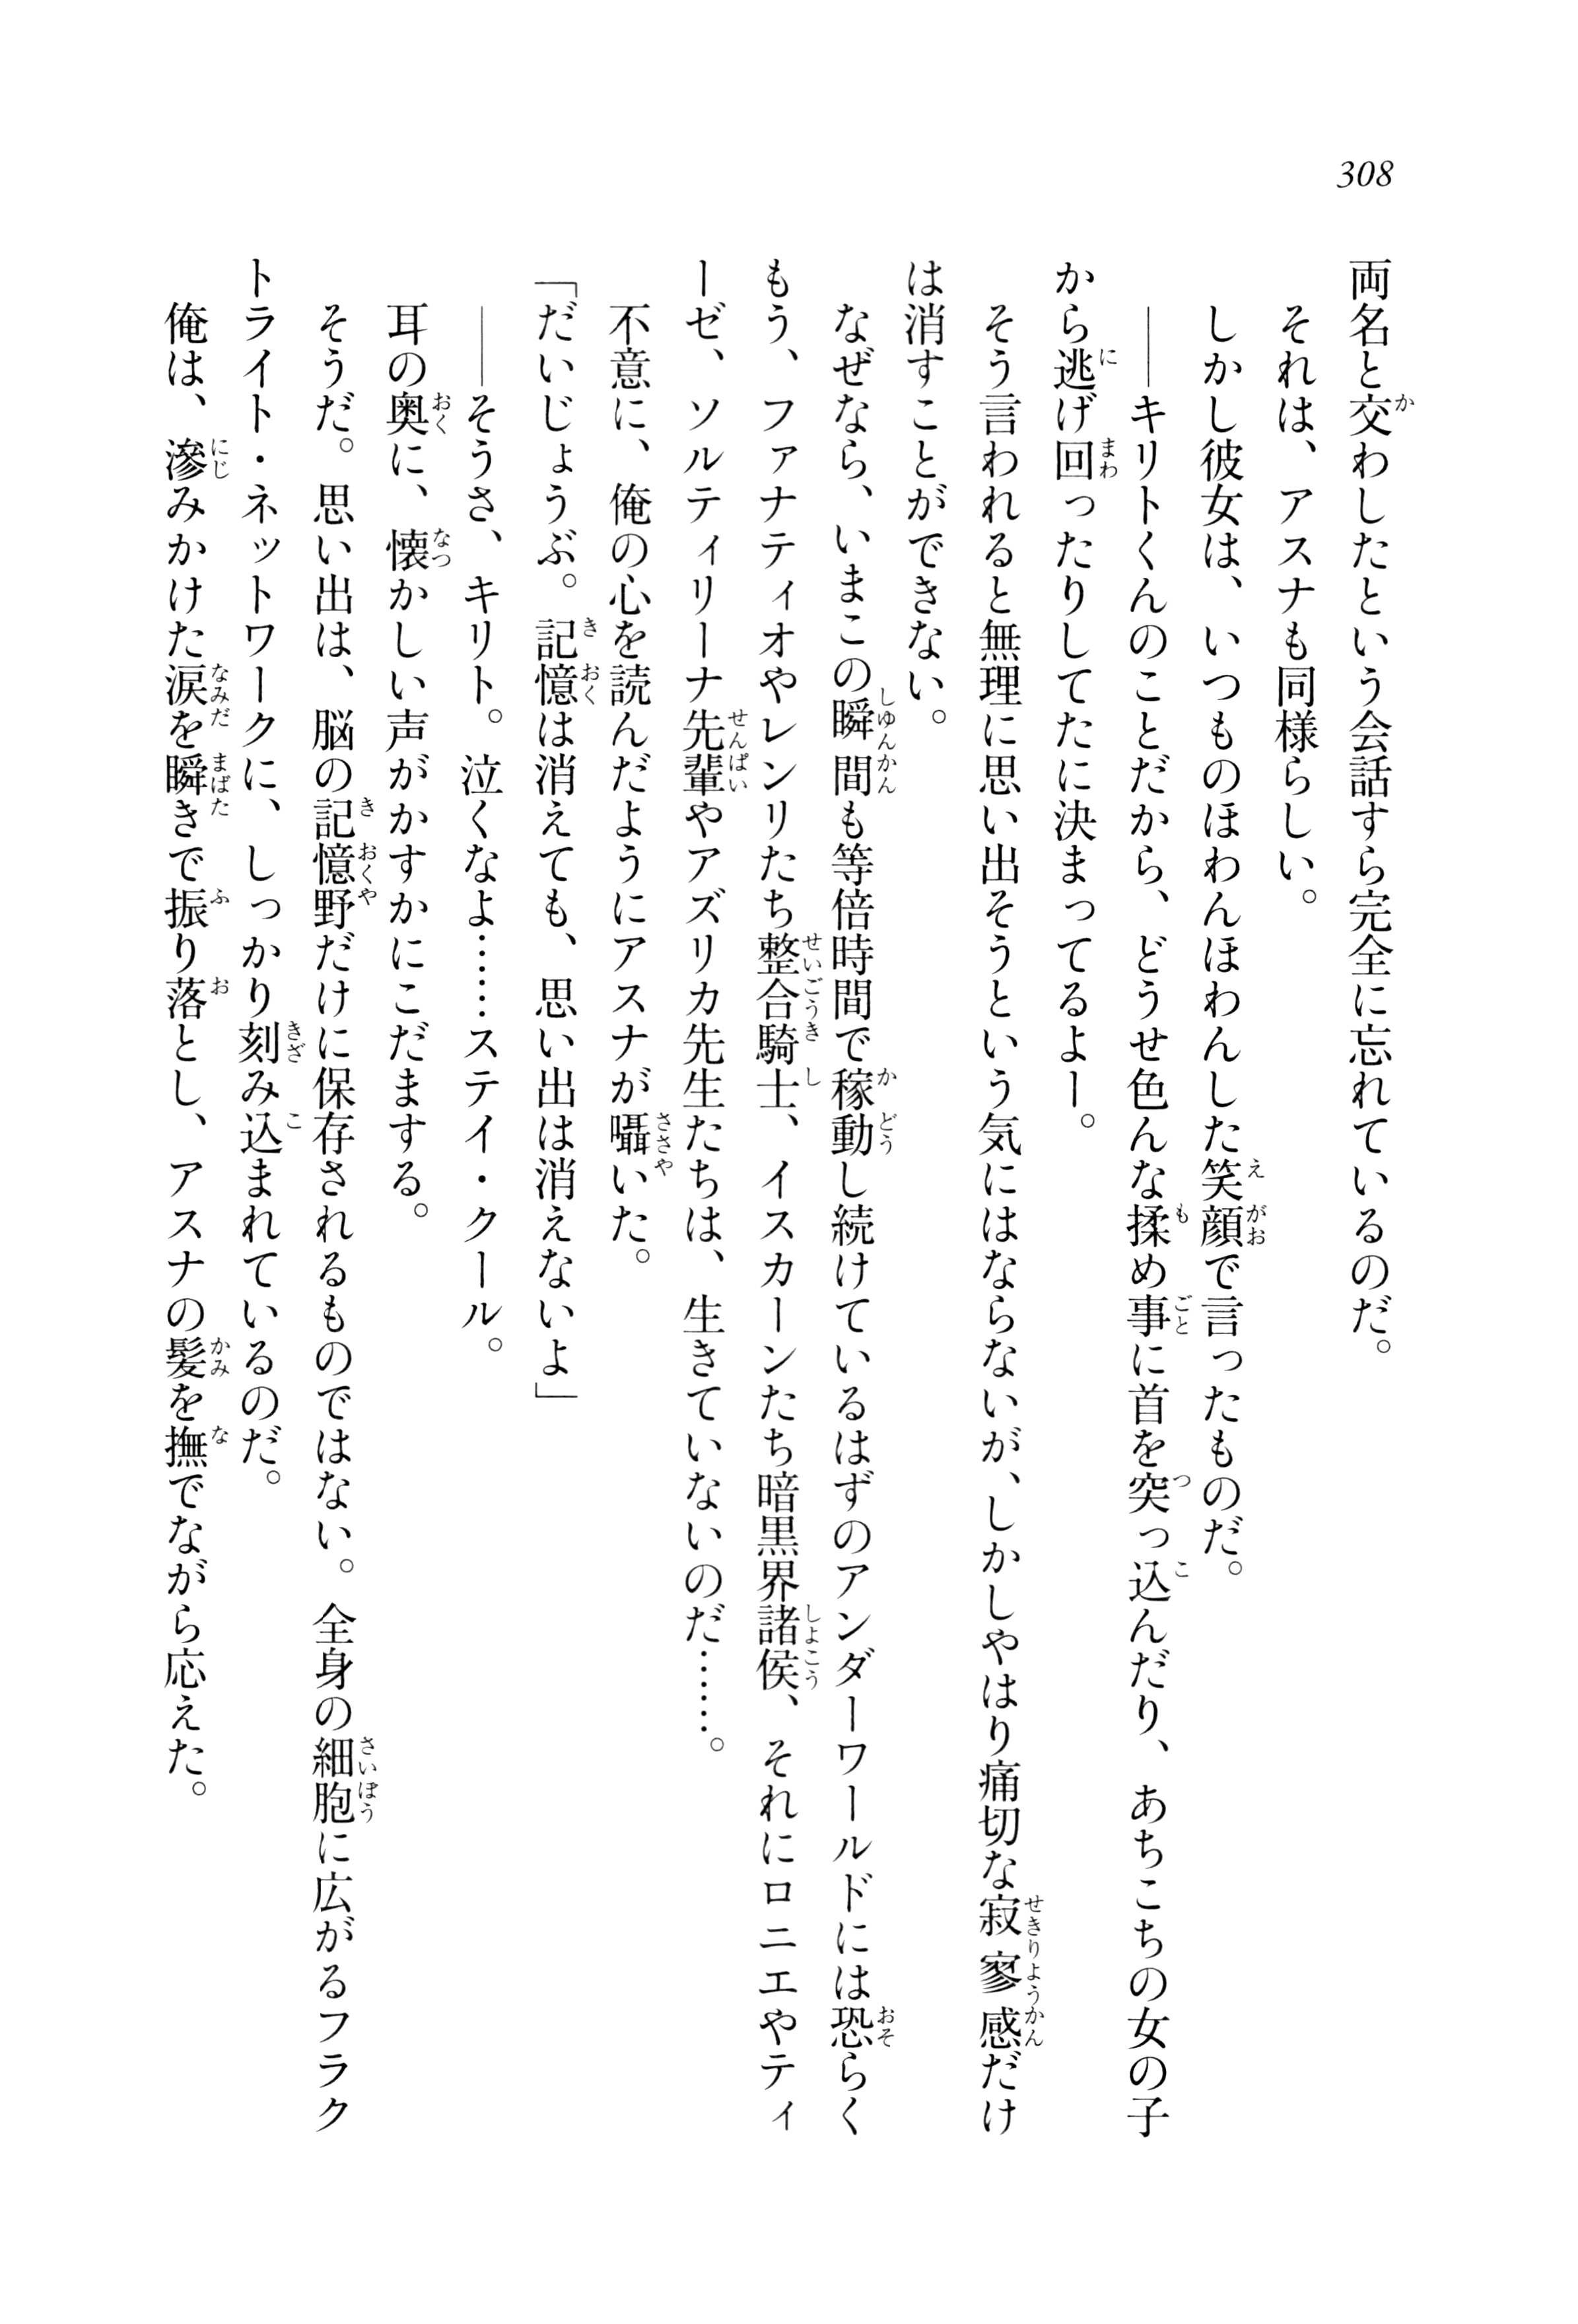 308
両名と交わしたという会話すら完全に忘れているのだ。
それは、アスナも同様らしい。
しかし彼女は、いつものほわんほわんした笑顔で言ったものだ。
――キリトくんのことだから、どうせ色んな揉め事に首を突っ込んだり、あちこちの女の子
から逃げ回ったりしてたに決まってるよー。
そう言われると無理に思い出そうという気にはならないが、しかしやはり痛切な寂寥感だけ
は消すことができない。
なぜなら、いまこの瞬間も等倍時間で稼動し続けているはずのアンダーワールドには恐らく
もう、ファナティオやレンリたち整合騎士、イスカーンたち暗黒界諸侯、それにロニエやティ
ーゼ、ソルティリーナ先輩やアズリカ先生たちは、生きていないのだ……。
不意に、俺の心を読んだようにアスナが囁いた。
「だいじょうぶ。記憶は消えても、思い出は消えないよ」
――そうさ、キリト。泣くなよ……ステイ・クール。
耳の奥に、懐かしい声がかすかにこだまする。
そうだ。思い出は、脳の記憶野だけに保存されるものではない。全身の細胞に広がるフラク
トライト・ネットワークに、しっかり刻み込まれているのだ。
俺は、滲みかけた涙を瞬きで振り落とし、アスナの髪を撫でながら応えた。